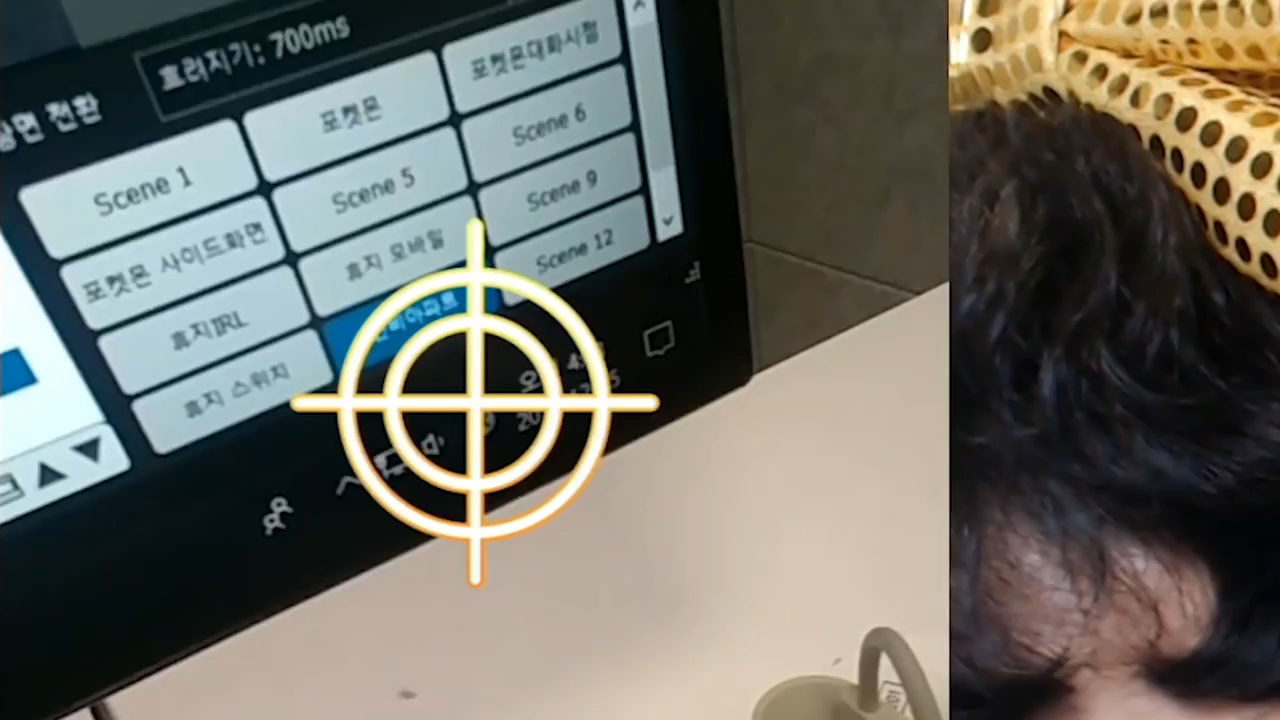 흐려지기: 700ms
장면 전환
Scene 1
포켓몬
포켓몬대화시점
포켓몬 사이드화면
Scene 5
Scene 6
휴지IRL
휴지 모바일
Scene 9
휴지 스위치
Scene 12